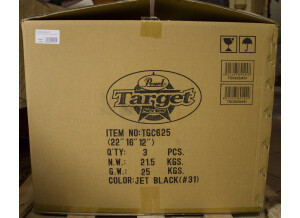 Pearl
Target
ITEM NO:TGC625
(22"16"12")
Q'TY: 3 PCS.
N.W.: 21.5 KGS.
G.W.: 25 KGS.
COLOR:JET BLACK(#31)